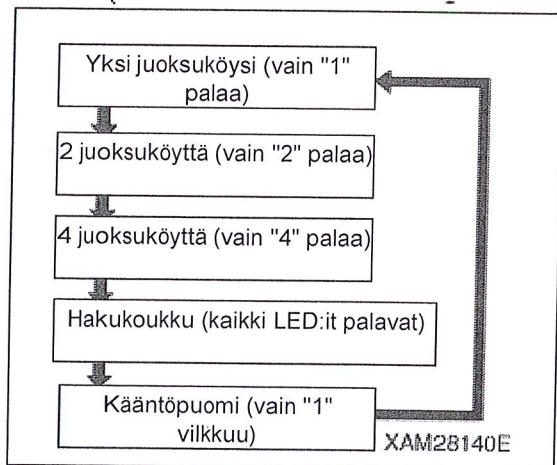 Yksi juoksuköysi (vain "1"
palaa)
2 juoksuköyttä (vain "2" palaa)
4 juoksuköyttä (vain "4" palaa)
Hakukoukku (kaikki LED:it palavat)
Kääntöpuomi (vain "1"
vilkkuu)
XAM28140E